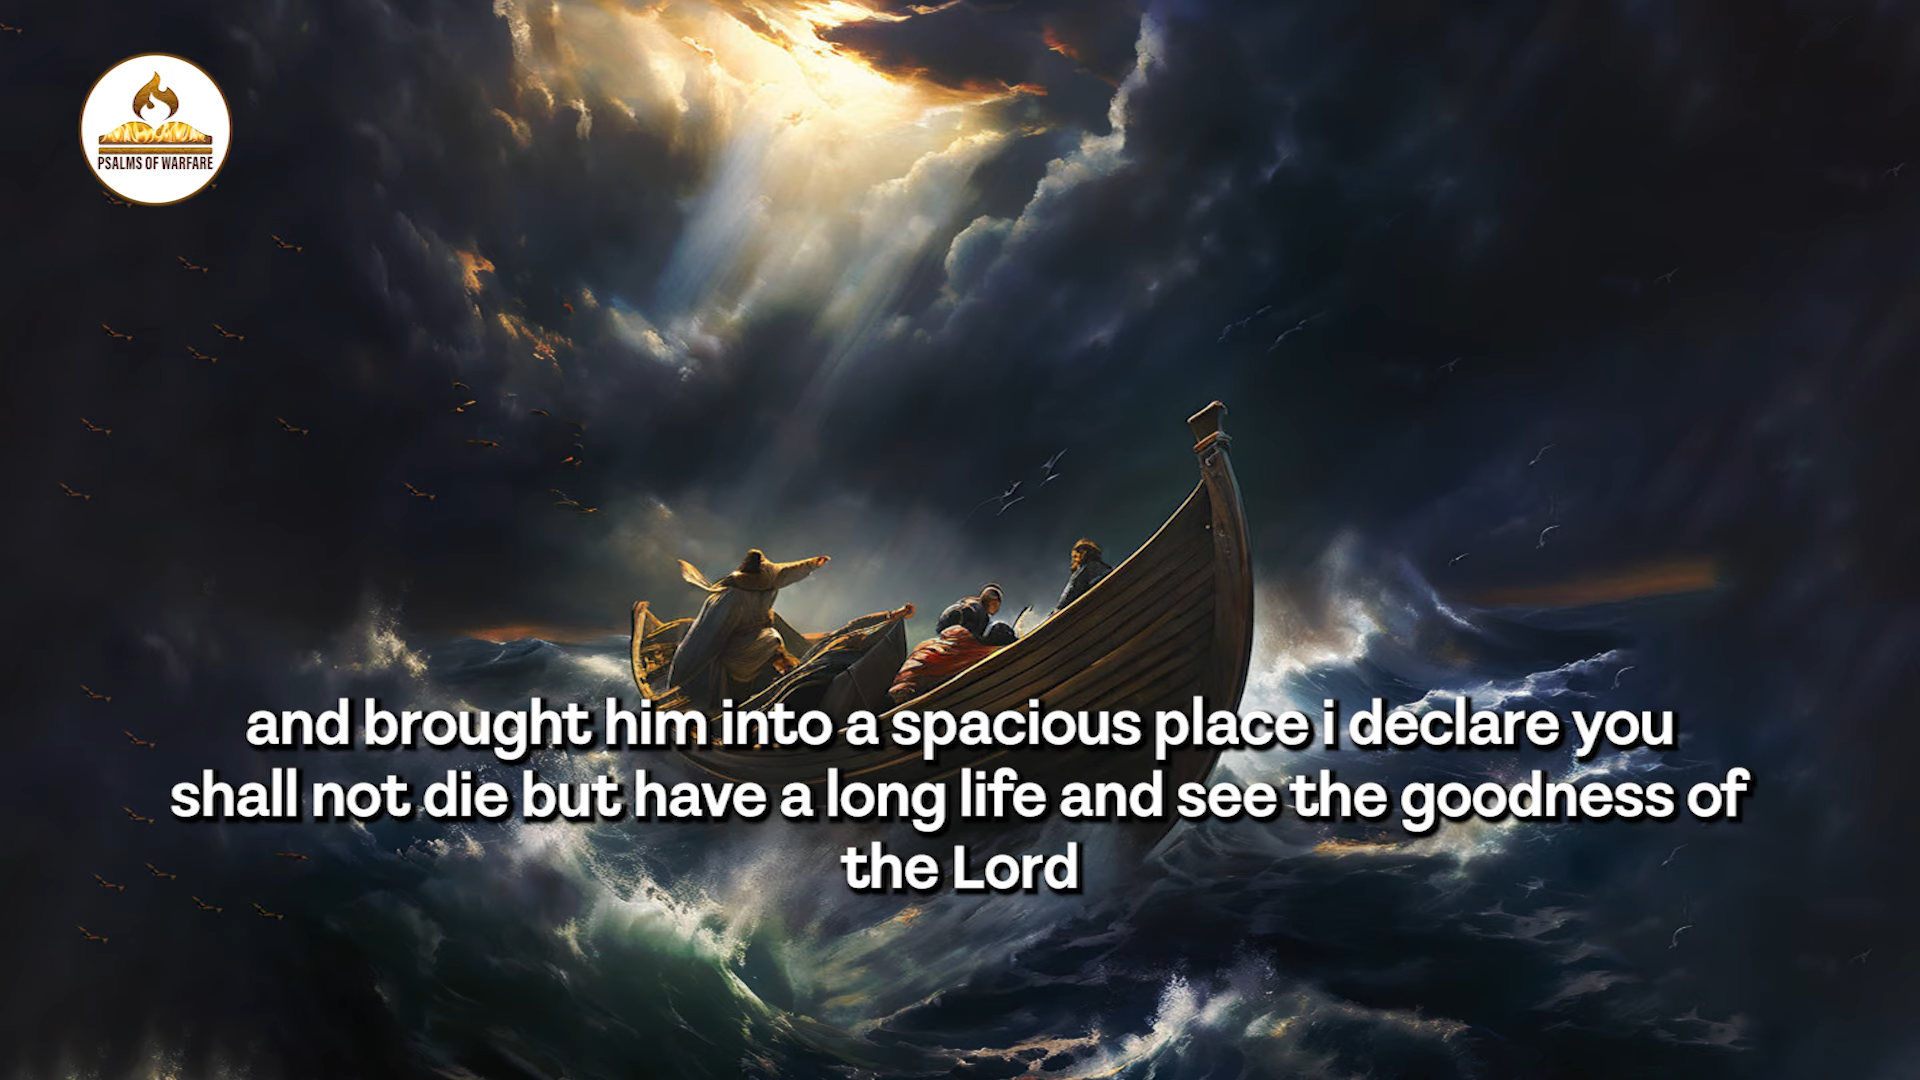 PSALMS OF WARFARE
and brought him into a spacious place i declare you
shall not die but have a long life and see the goodness of
the Lord